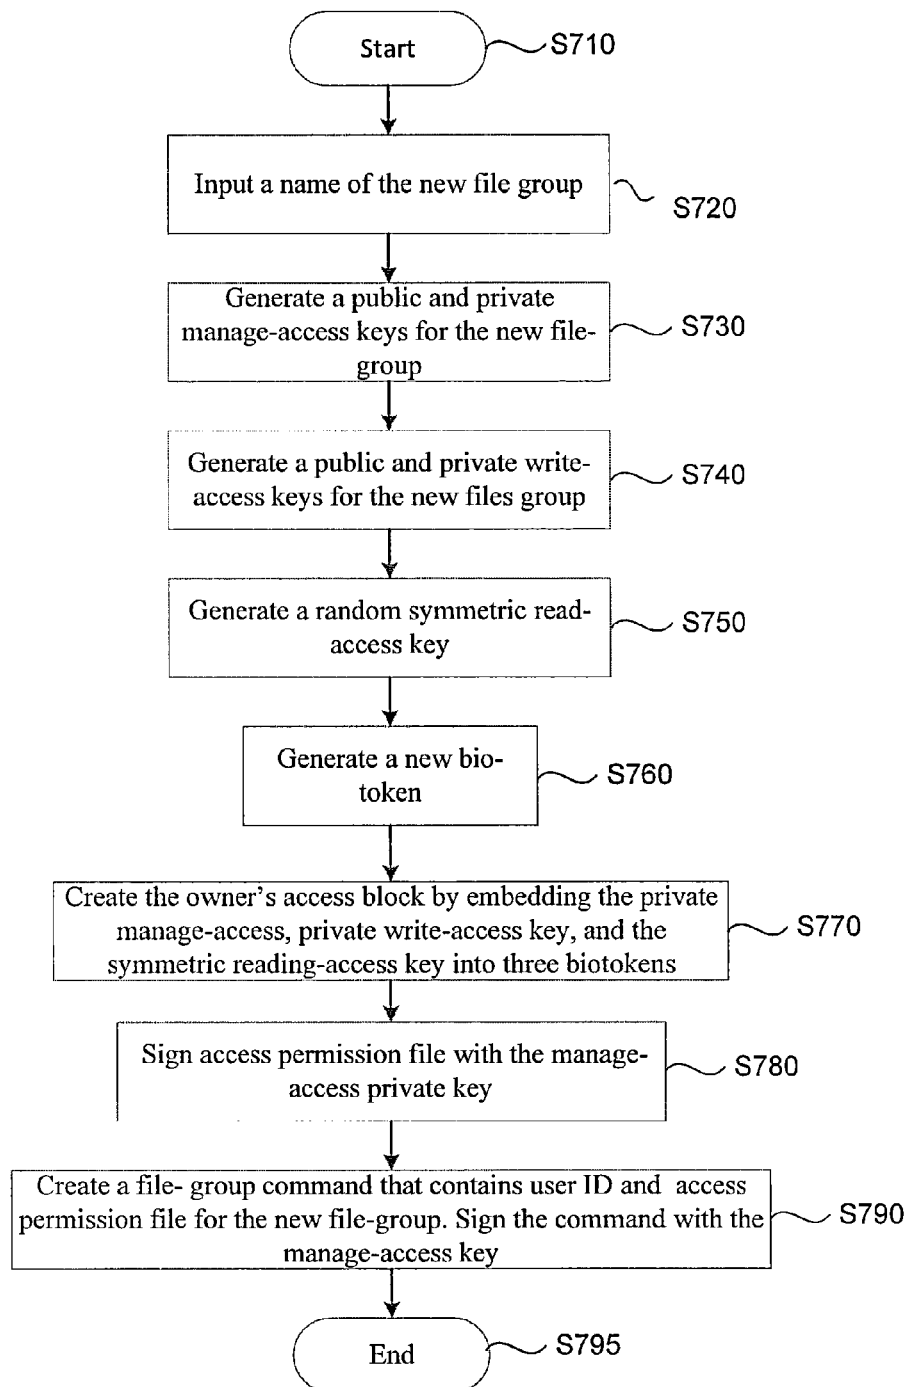 Start
S710
Input a name of the new file group
S720
Generate a public and private
manage-access keys for the new file-
group
S730
Generate a public and private write-
access keys for the new files group
S740
Generate a random symmetric read-
access key
S750
Generate a new bio-
token
S760
Create the owner's access block by embedding the private
manage-access, private write-access key, and the
symmetric reading-access key into three biotokens
S770
Sign access permission file with the manage-
access private key
S780
Create a file- group command that contains user ID and access
permission file for the new file-group. Sign the command with the
manage-access key
S790
End
S795